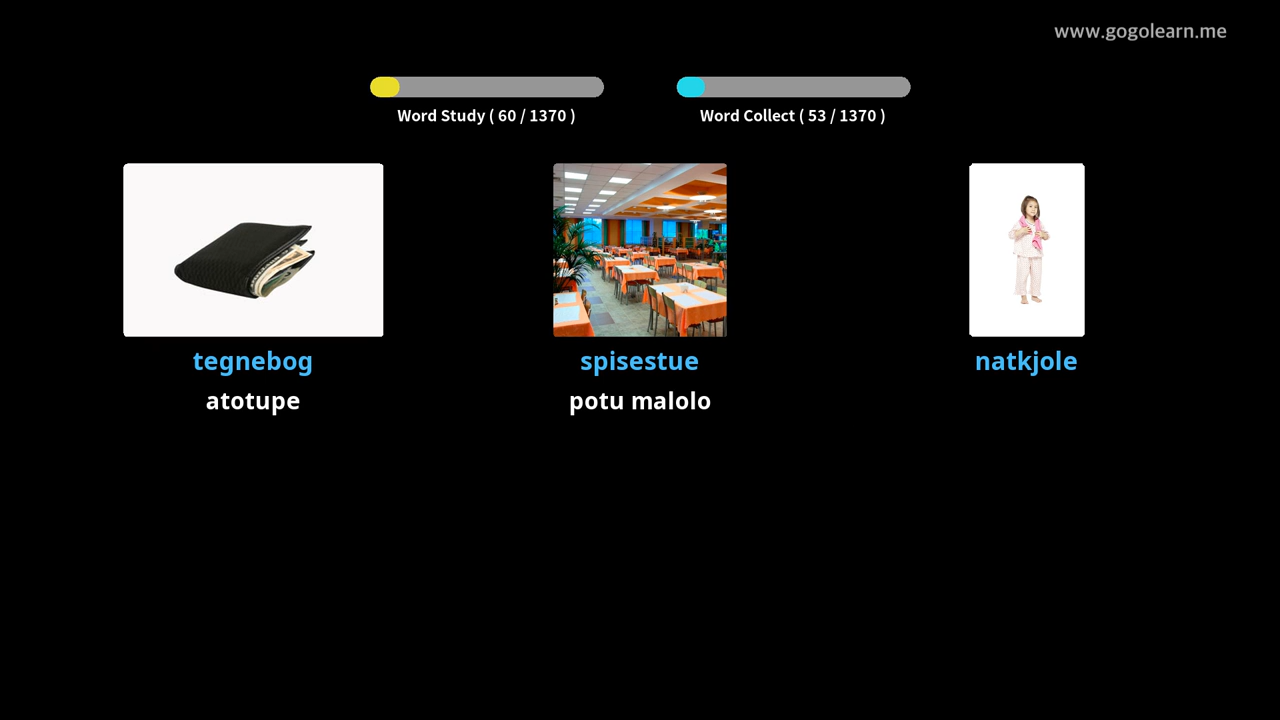 www.gogolearn.me
Word Study ( 60 / 1370 )
Word Collect ( 53 / 1370 )
tegnebog
spisestue
natkjole
atotupe
potu malolo